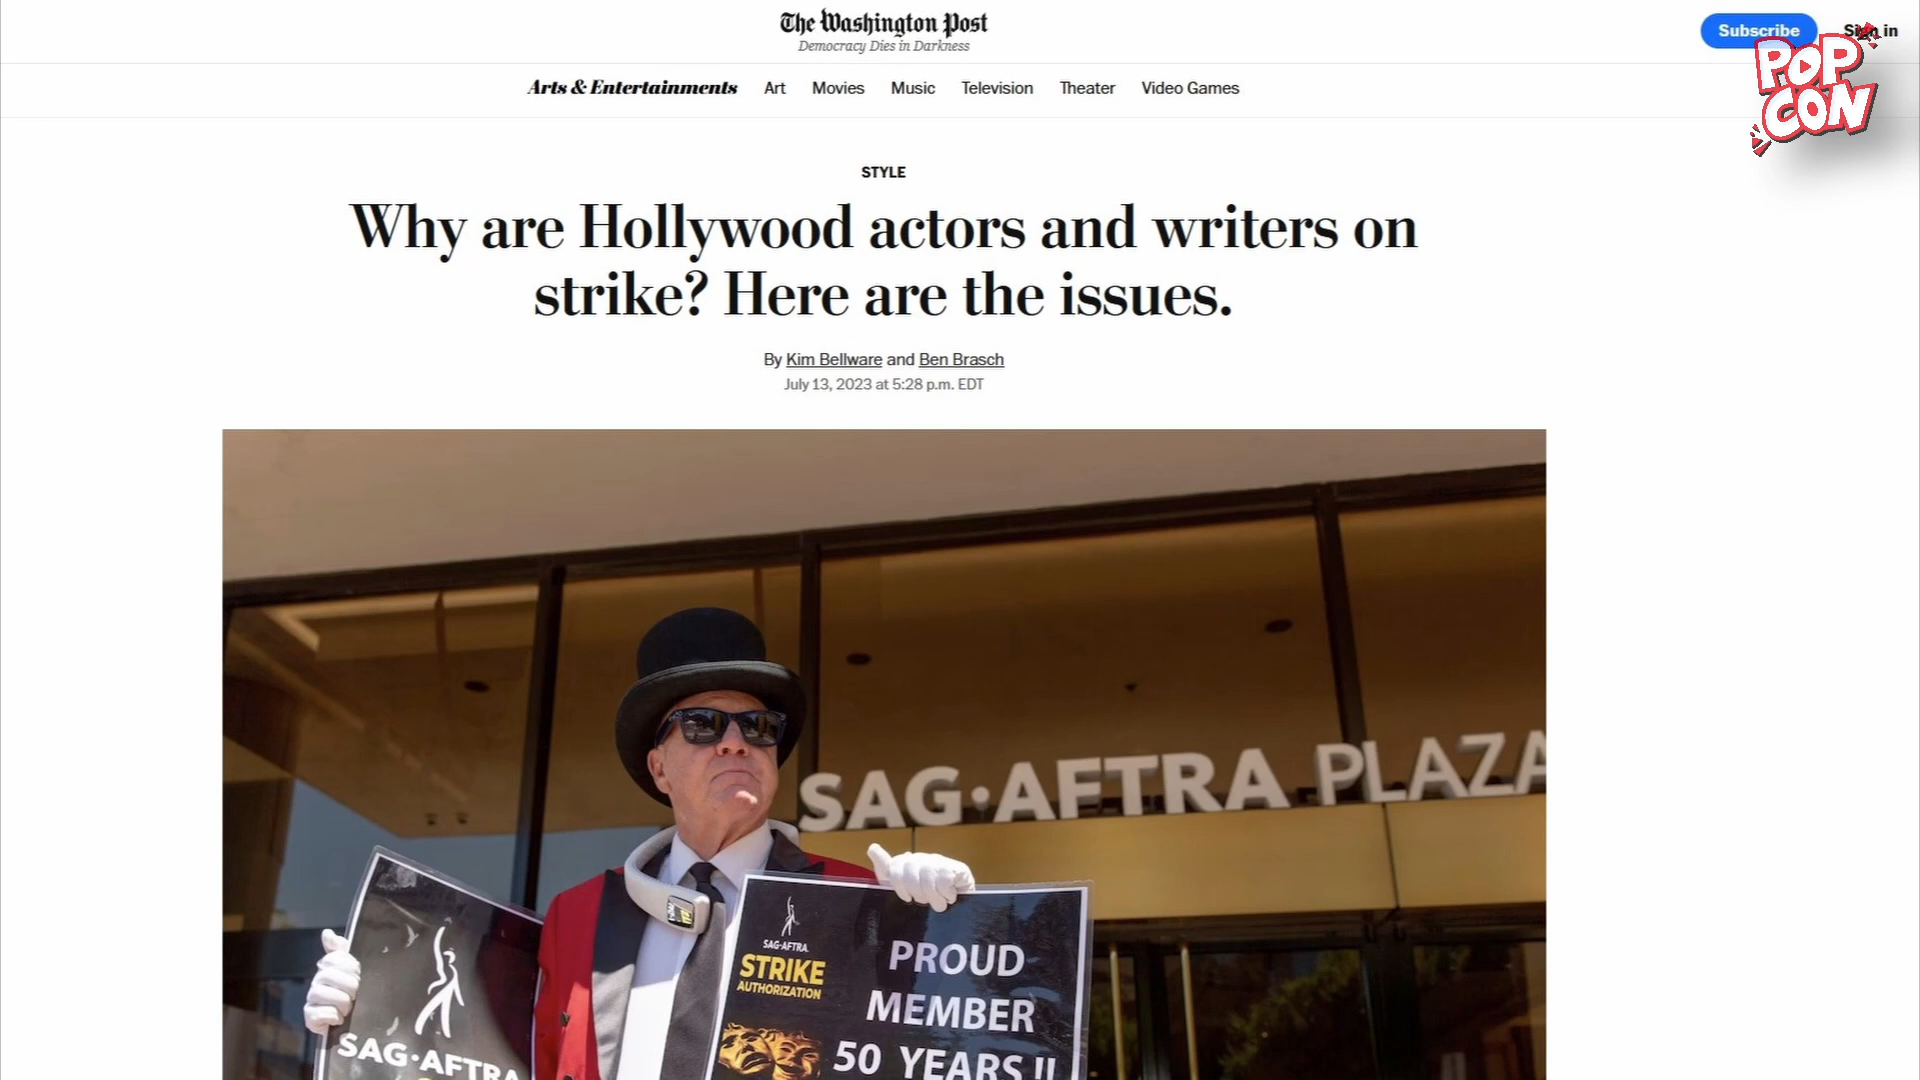 The Washington Post
Democracy Dies in Darkness
Subscribe
Sign in
POP
CON
Arts & Entertainments Art Movies Music Television Theater Video Games
STYLE
Why are Hollywood actors and writers on
strike? Here are the issues.
By Kim Bellware and Ben Brasch
July 13, 2023 at 5:28 p.m. EDT
SAG·AFTRA PLAZA
SAG·AFTRA
SAG·AFTRA
STRIKE
AUTHORIZATION
PROUD
MEMBER
50 YEARS!!